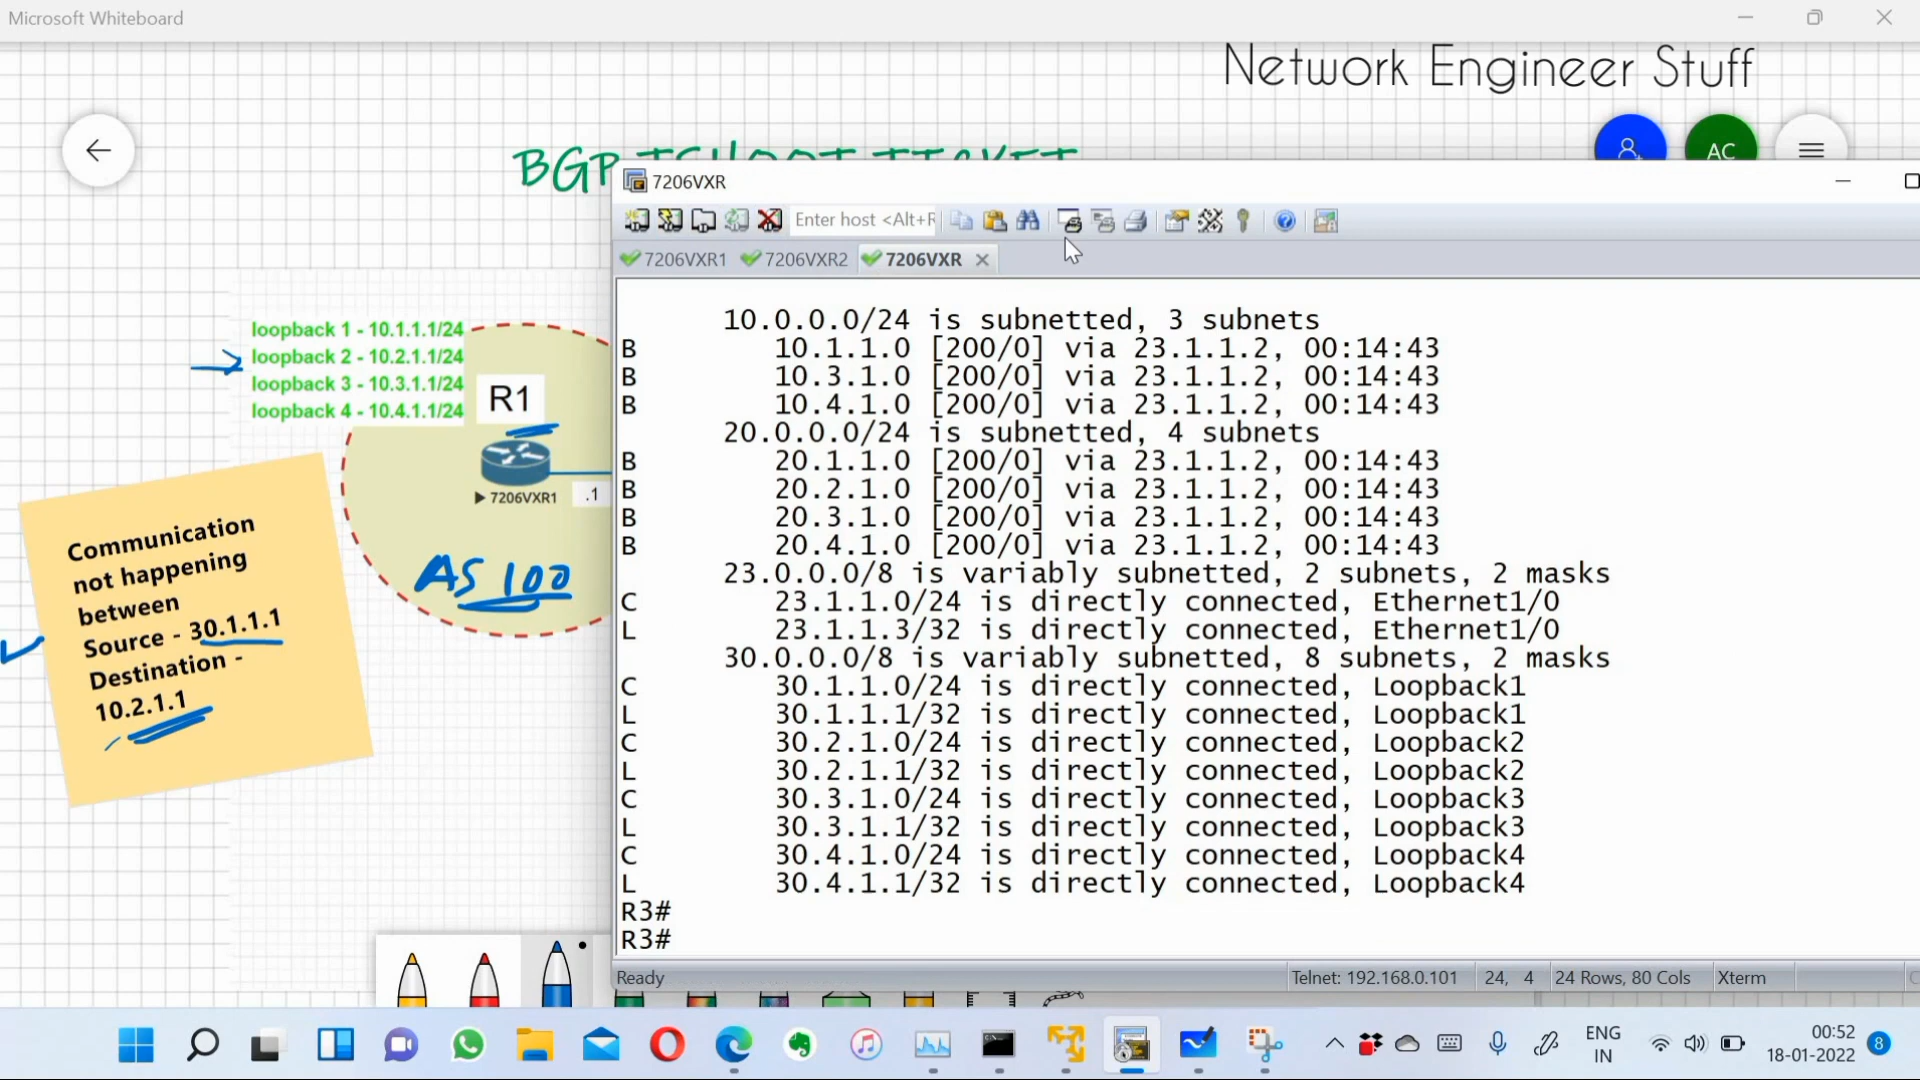 Microsoft Whiteboard
Network Engineer Stuff
AC
BGP TSHOOT TICKET
7206VXR
Enter host <Alt+R
7206VXR1
7206VXR2
7206VXR
loopback 1 - 10.1.1.1/24
loopback 2 - 10.2.1.1/24
loopback 3 - 10.3.1.1/24
loopback 4 - 10.4.1.1/24
R1
7206VXR1
.1
AS 100
Communication
not happening
between
Source - 30.1.1.1
Destination -
10.2.1.1
10.0.0.0/24 is subnetted, 3 subnets
B 10.1.1.0 [200/0] via 23.1.1.2, 00:14:43
B 10.3.1.0 [200/0] via 23.1.1.2, 00:14:43
B 10.4.1.0 [200/0] via 23.1.1.2, 00:14:43
20.0.0.0/24 is subnetted, 4 subnets
B 20.1.1.0 [200/0] via 23.1.1.2, 00:14:43
B 20.2.1.0 [200/0] via 23.1.1.2, 00:14:43
B 20.3.1.0 [200/0] via 23.1.1.2, 00:14:43
B 20.4.1.0 [200/0] via 23.1.1.2, 00:14:43
23.0.0.0/8 is variably subnetted, 2 subnets, 2 masks
C 23.1.1.0/24 is directly connected, Ethernet1/0
L 23.1.1.3/32 is directly connected, Ethernet1/0
30.0.0.0/8 is variably subnetted, 8 subnets, 2 masks
C 30.1.1.0/24 is directly connected, Loopback1
L 30.1.1.1/32 is directly connected, Loopback1
C 30.2.1.0/24 is directly connected, Loopback2
L 30.2.1.1/32 is directly connected, Loopback2
C 30.3.1.0/24 is directly connected, Loopback3
L 30.3.1.1/32 is directly connected, Loopback3
C 30.4.1.0/24 is directly connected, Loopback4
L 30.4.1.1/32 is directly connected, Loopback4
R3#
R3#
Ready
Telnet: 192.168.0.101
24, 4
24 Rows, 80 Cols
Xterm
ENG
IN
00:52
18-01-2022
8